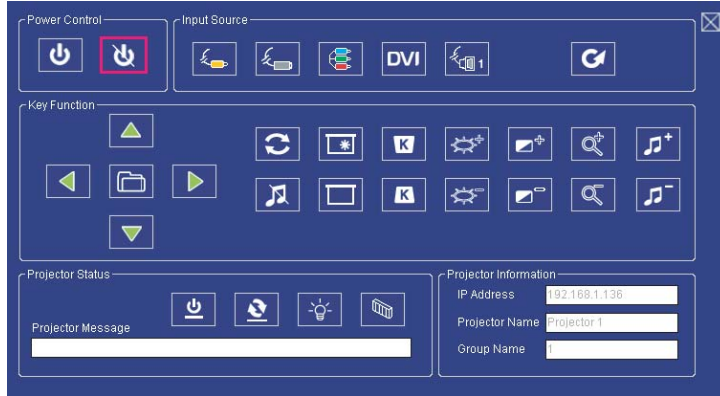 Power Control
Input Source
DVI
1
Key Function
K
K
Projector Status
Projector Message
Projector Information
IP Address 192.168.1.136
Projector Name Projector 1
Group Name 1